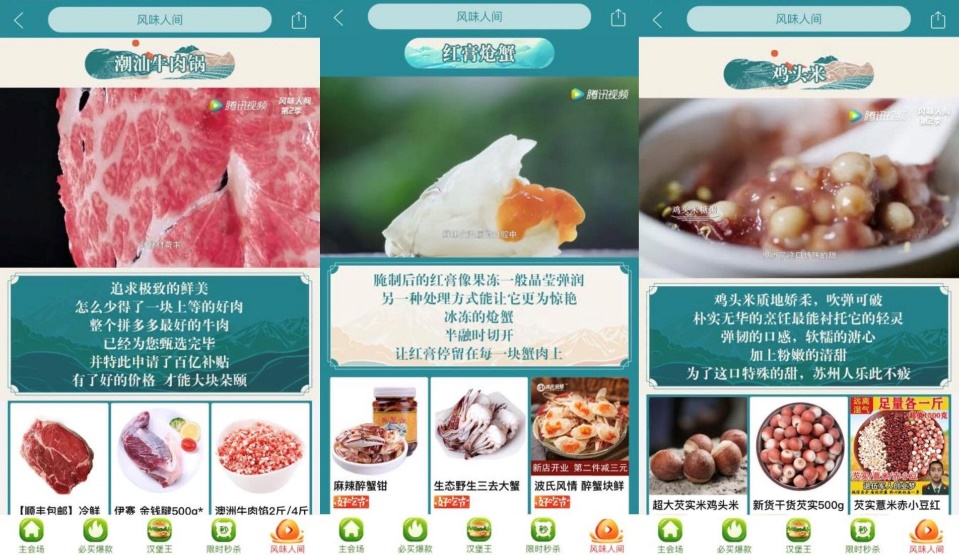 风味人间
潮汕牛肉锅
腾讯视频
风味人间
第2季
追求极致的鲜美
怎么少得了一块上等的好肉
整个拼多多最好的牛肉
已经为您甄选完毕
并特此申请了百亿补贴
有了好的价格 才能大块朵颐
【顺丰包邮】冷鲜
伊赛 金钱腱500g*
澳洲牛肉馅2斤/4斤
主会场
必买爆款
汉堡王
限时秒杀
风味人间
风味人间
红膏炝蟹
腾讯视频
腌制后的红膏像果冻一般晶莹弹润
另一种处理方式能让它更为惊艳
冰冻的炝蟹
半融时切开
让红膏停留在每一块蟹肉上
新店开业 第二件减三元
麻辣醉蟹钳
生态野生三去大蟹
波氏风情 醉蟹块鲜
主会场
必买爆款
汉堡王
限时秒杀
风味人间
风味人间
鸡头米
腾讯视频
风味人间
第2季
鸡头米糖粥
鸡头米质地娇柔，吹弹可破
朴实无华的烹饪最能衬托它的轻灵
弹韧的口感，软糯的溏心
加上粉嫩的清甜
为了这口特殊的甜，苏州人乐此不疲
远离
湿气
足量各一斤
超大芡实米鸡头米
新货干货芡实500g
芡实薏米赤小豆红
主会场
必买爆款
汉堡王
限时秒杀
风味人间